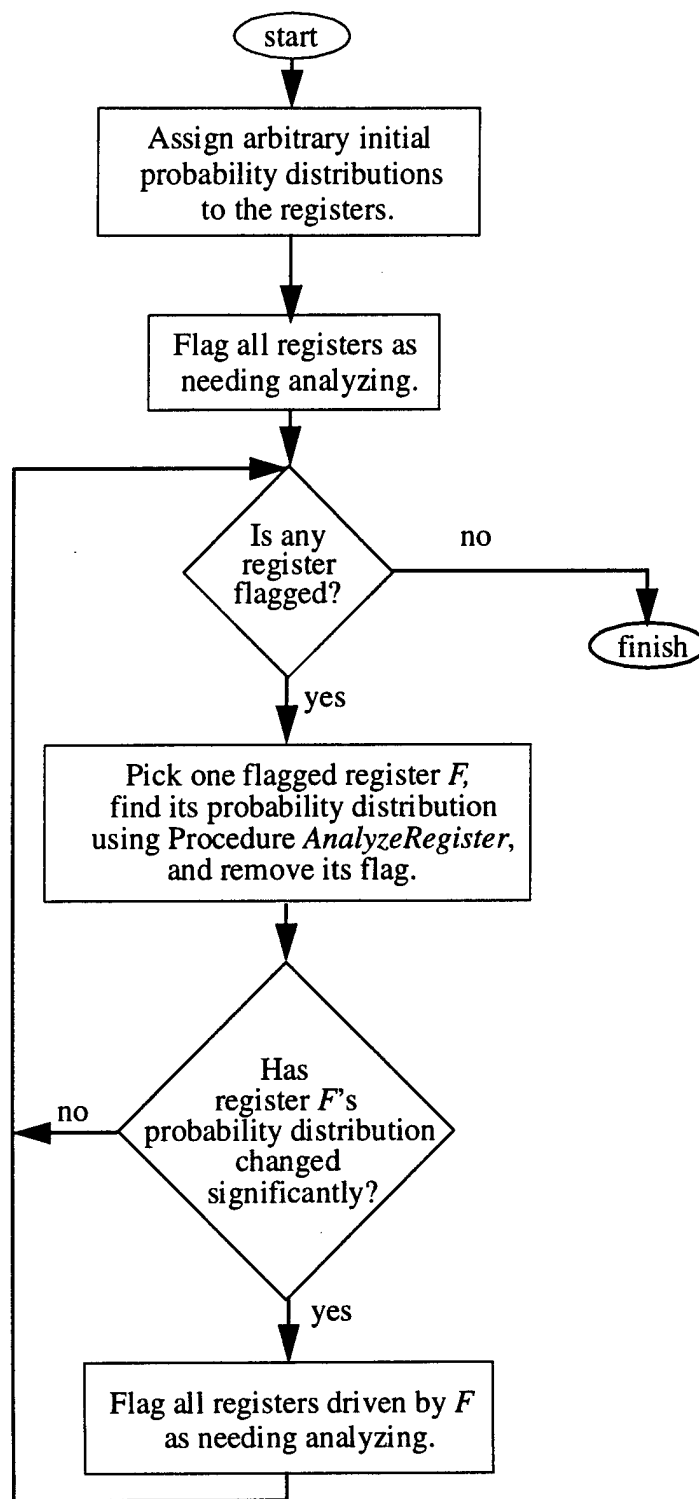 start
Assign arbitrary initial
probability distributions
to the registers.
Flag all registers as
needing analyzing.
Is any
register
flagged?
no
finish
yes
Pick one flagged register F,
find its probability distribution
using Procedure AnalyzeRegister,
and remove its flag.
Has
register F's
probability distribution
changed
significantly?
no
yes
Flag all registers driven by F
as needing analyzing.